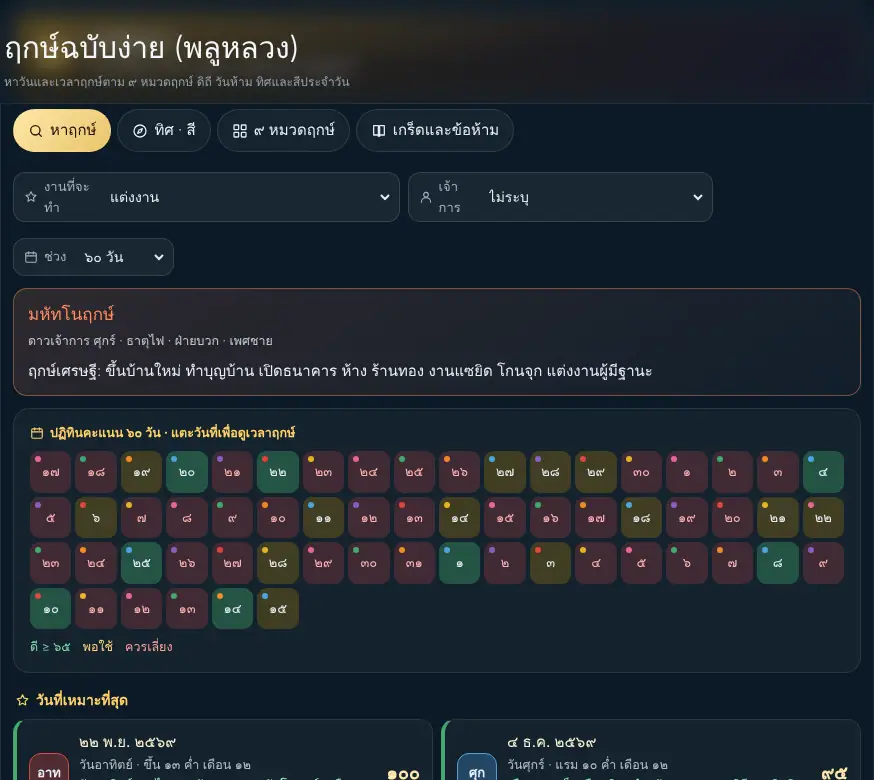 ฤกษ์ฉบับง่าย (พลูหลวง)
หาวันและเวลาฤกษ์ตาม ๙ หมวดฤกษ์ ดิถี วันห้าม ทิศและสีประจำวัน
หาฤกษ์ ทิศ · สี ๙ หมวดฤกษ์ เกร็ดและข้อห้าม
งานที่จะทำ แต่งงาน เจ้าการ ไม่ระบุ
ช่วง ๖๐ วัน
มหัทโนฤกษ์
ดาวเจ้าการ ศุกร์ · ธาตุไฟ · ฝ่ายบวก · เพศชาย
ฤกษ์เศรษฐี: ขึ้นบ้านใหม่ ทำบุญบ้าน เปิดธนาคาร ห้าง ร้านทอง งานแซยิด โกนจุก แต่งงานผู้มีฐานะ
ปฏิทินคะแนน ๖๐ วัน · แตะวันที่เพื่อดูเวลาฤกษ์
๑๗ ๑๘ ๑๙ ๒๐ ๒๑ ๒๒ ๒๓ ๒๔ ๒๕ ๒๖ ๒๗ ๒๘ ๒๙ ๓๐ ๑ ๒ ๓ ๔
๕ ๖ ๗ ๘ ๙ ๑๐ ๑๑ ๑๒ ๑๓ ๑๔ ๑๕ ๑๖ ๑๗ ๑๘ ๑๙ ๒๐ ๒๑ ๒๒
๒๓ ๒๔ ๒๕ ๒๖ ๒๗ ๒๘ ๒๙ ๓๐ ๓๑ ๑ ๒ ๓ ๔ ๕ ๖ ๗ ๘ ๙
๑๐ ๑๑ ๑๒ ๑๓ ๑๔ ๑๕
ดี ≥ ๖๕ พอใช้ ควรเลี่ยง
วันที่เหมาะที่สุด
๒๒ พ.ย. ๒๕๖๙
วันอาทิตย์ · ขึ้น ๑๓ ค่ำ เดือน ๑๒
อาท ๑๐๐
๔ ธ.ค. ๒๕๖๙
วันศุกร์ · แรม ๑๐ ค่ำ เดือน ๑๒
ศุก ๙๕